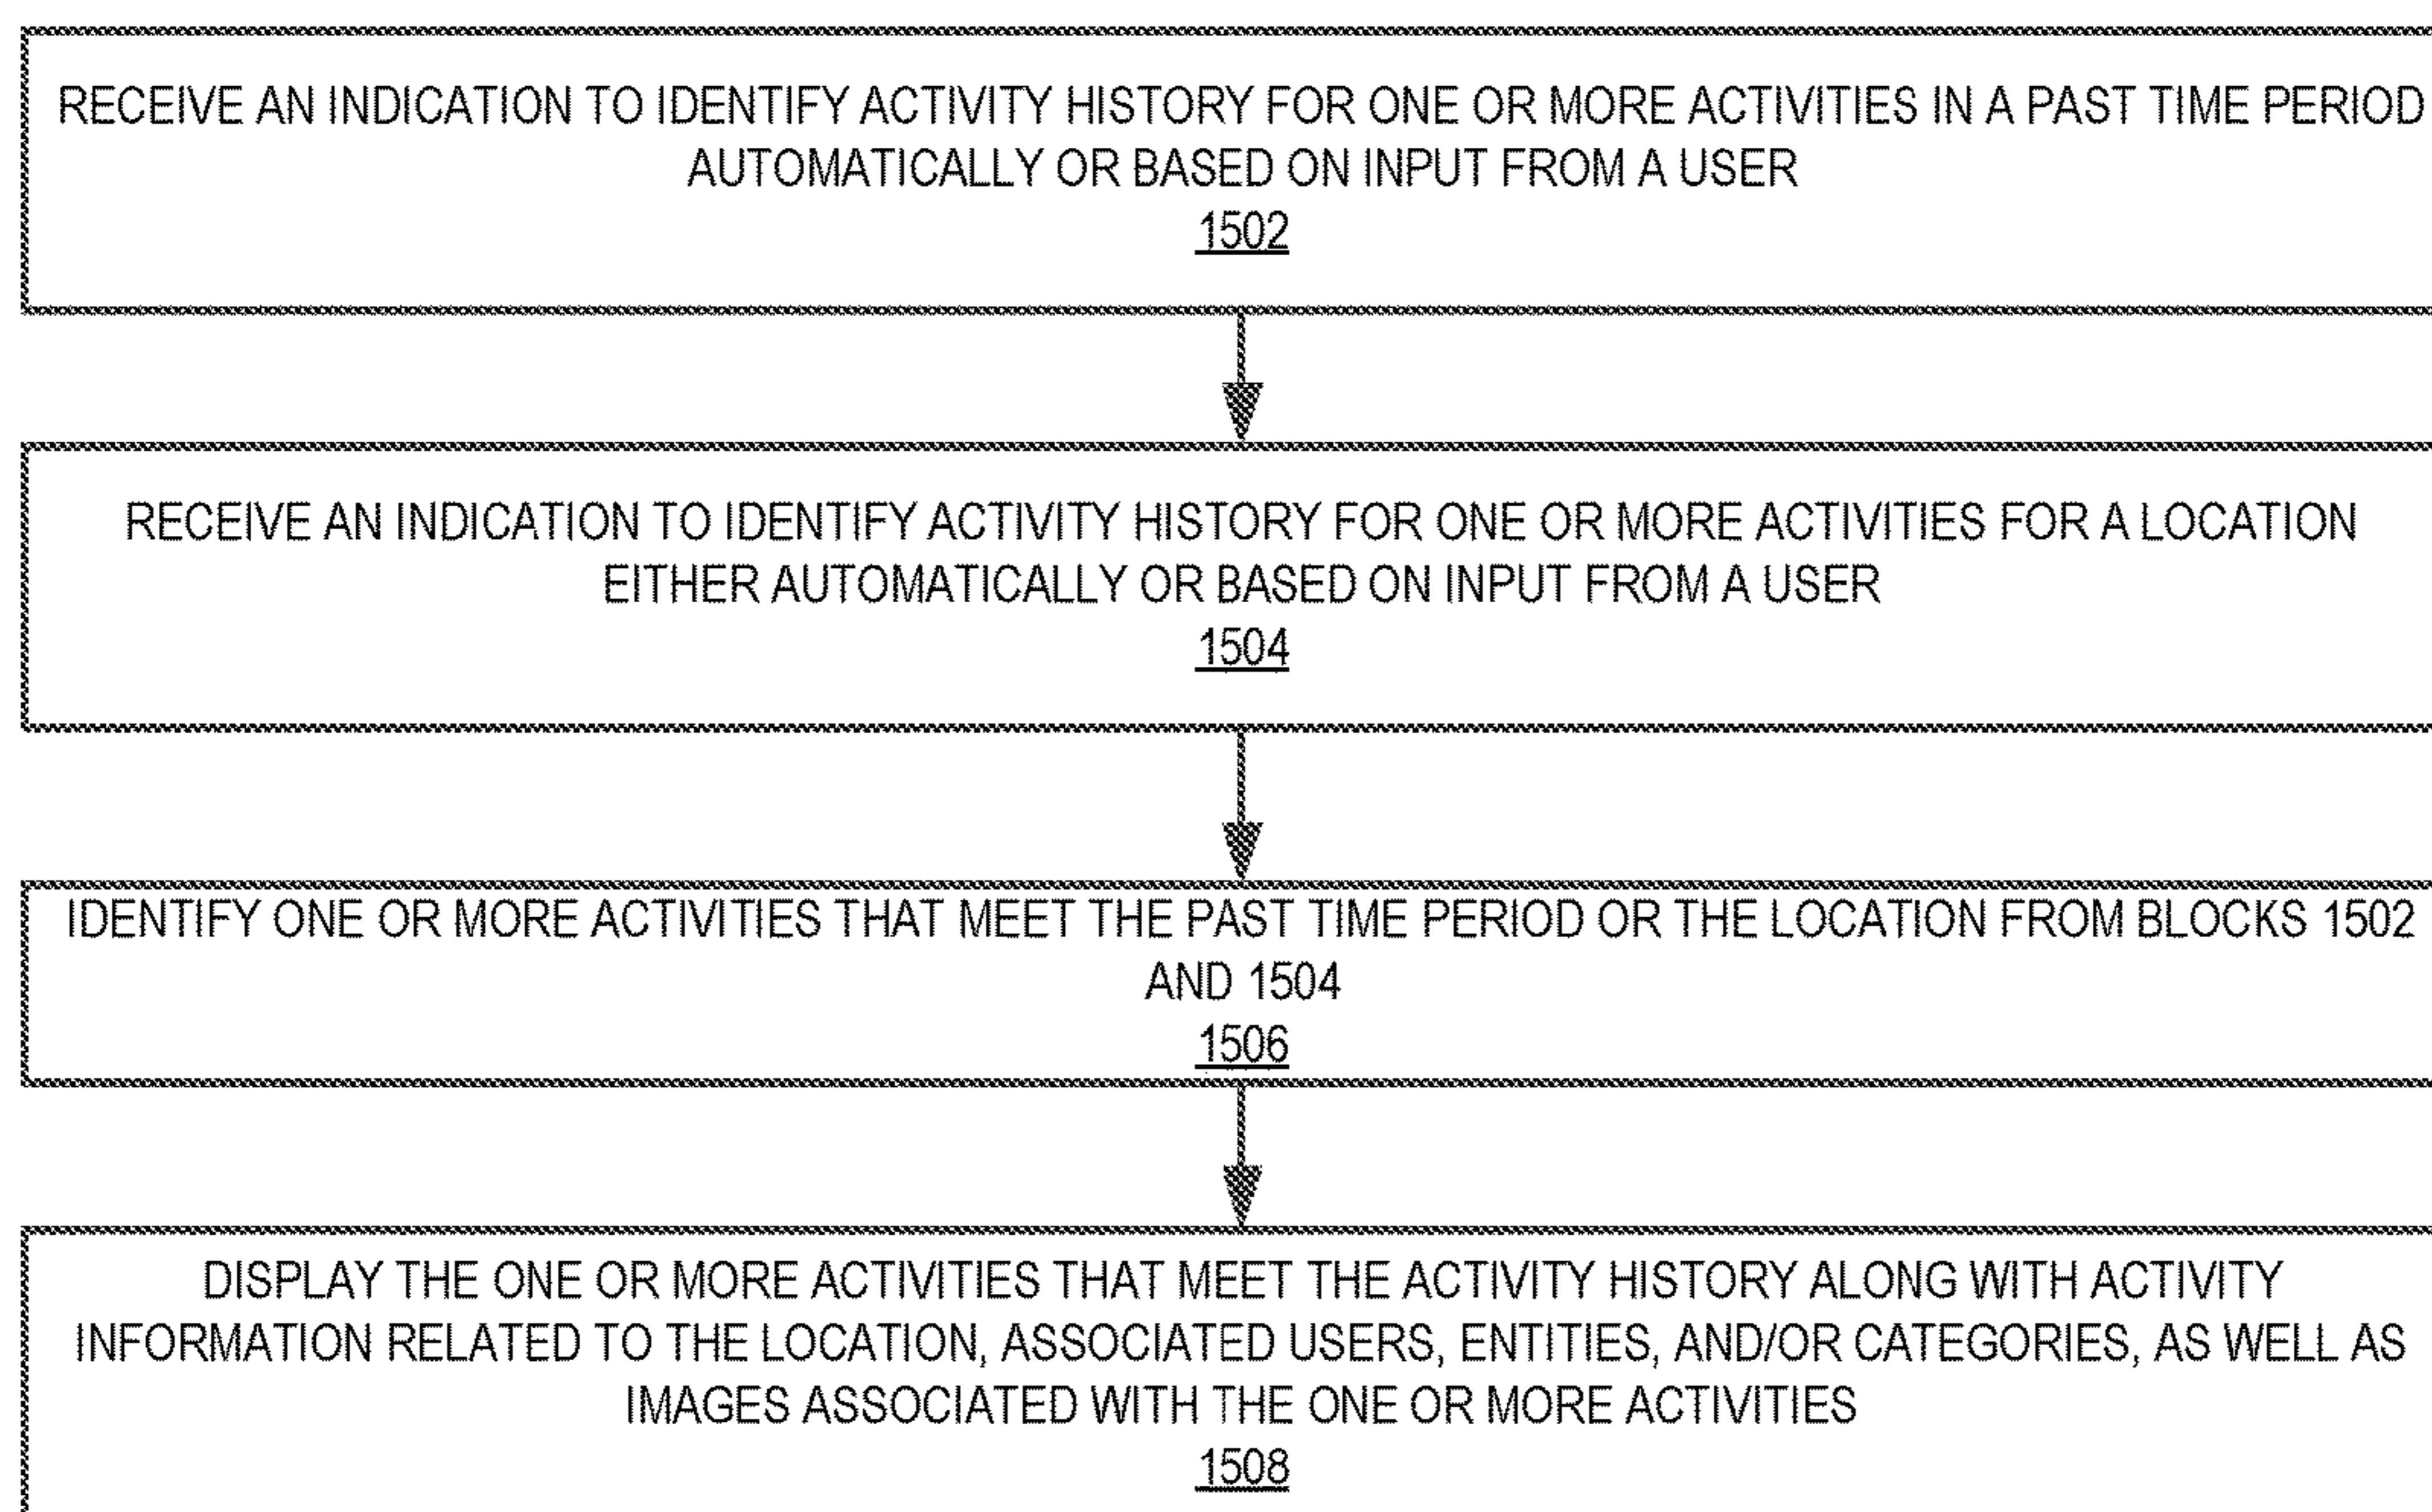 RECEIVE AN INDICATION TO IDENTIFY ACTIVITY HISTORY FOR ONE OR MORE ACTIVITIES IN A PAST TIME PERIOD
AUTOMATICALLY OR BASED ON INPUT FROM A USER
1502
RECEIVE AN INDICATION TO IDENTIFY ACTIVITY HISTORY FOR ONE OR MORE ACTIVITIES FOR A LOCATION
EITHER AUTOMATICALLY OR BASED ON INPUT FROM A USER
1504
IDENTIFY ONE OR MORE ACTIVITIES THAT MEET THE PAST TIME PERIOD OR THE LOCATION FROM BLOCKS 1502
AND 1504
1506
DISPLAY THE ONE OR MORE ACTIVITIES THAT MEET THE ACTIVITY HISTORY ALONG WITH ACTIVITY
INFORMATION RELATED TO THE LOCATION, ASSOCIATED USERS, ENTITIES, AND/OR CATEGORIES, AS WELL AS
IMAGES ASSOCIATED WITH THE ONE OR MORE ACTIVITIES
1508